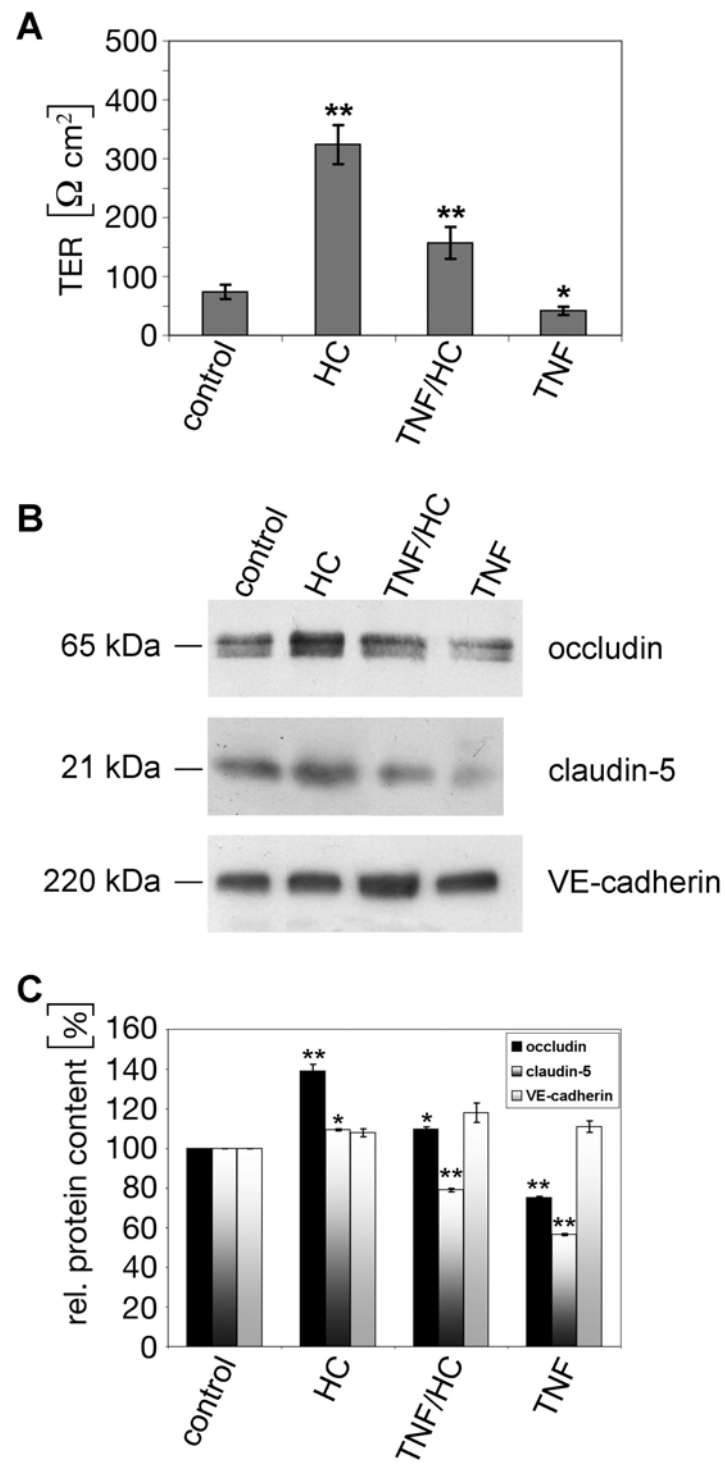 A
TER [Ω cm²]
500
400
300
200
100
0
**
**
*
control
HC
TNF/HC
TNF
B
control
HC
TNF/HC
TNF
65 kDa
occludin
21 kDa
claudin-5
220 kDa
VE-cadherin
C
rel. protein content [%]
160
140
120
100
80
60
40
20
0
occludin
claudin-5
VE-cadherin
**
*
*
**
**
**
control
HC
TNF/HC
TNF